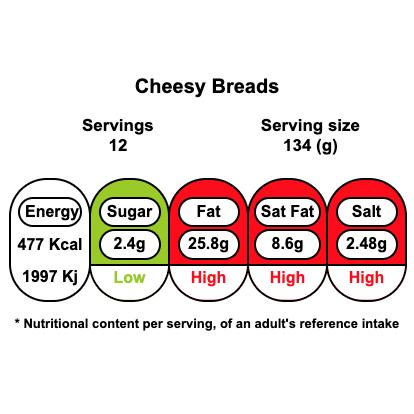 Cheesy Breads
Servings Serving size
12 134 (g)
Energy Sugar Fat Sat Fat Salt
477 Kcal 2.4g 25.8g 8.6g 2.48g
1997 Kj Low High High High
* Nutritional content per serving, of an adult's reference intake